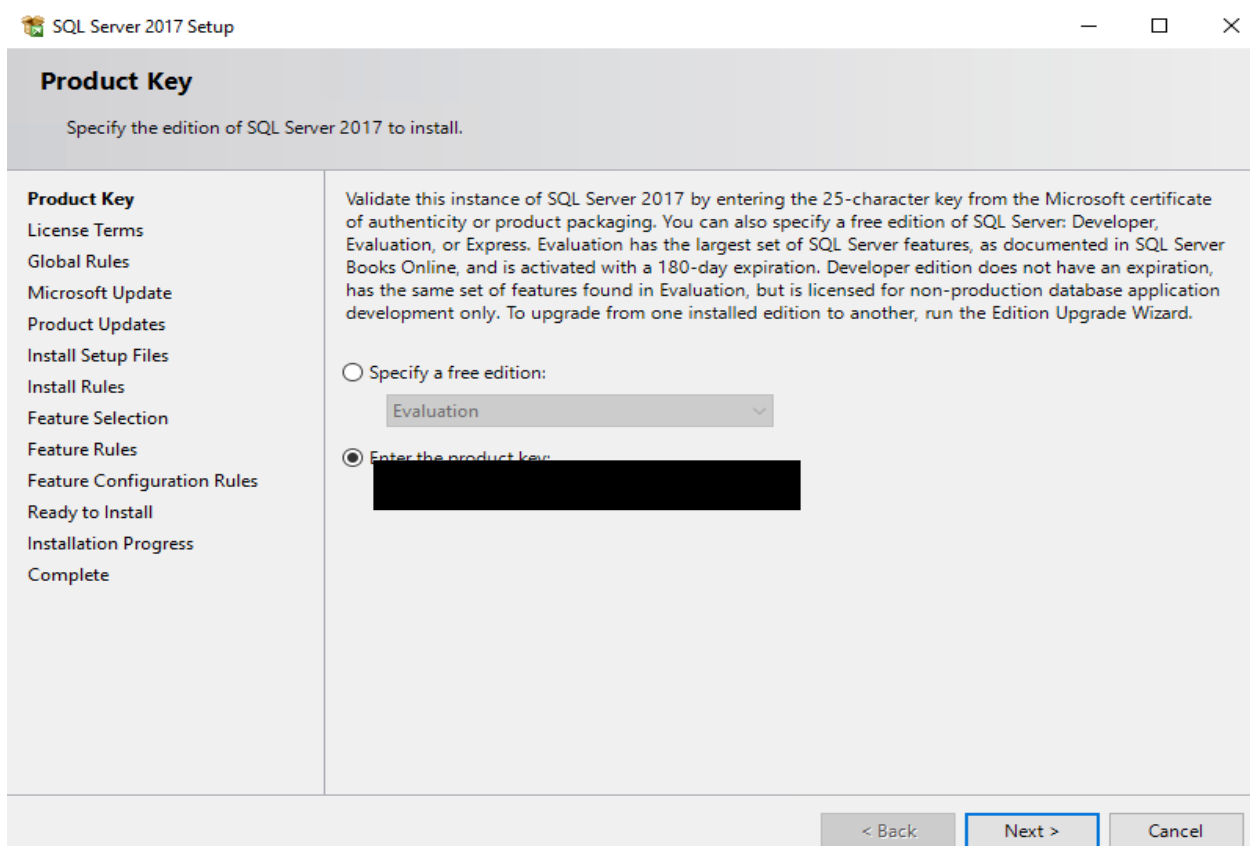 SQL Server 2017 Setup
Product Key
Specify the edition of SQL Server 2017 to install.
Product Key
License Terms
Global Rules
Microsoft Update
Product Updates
Install Setup Files
Install Rules
Feature Selection
Feature Rules
Feature Configuration Rules
Ready to Install
Installation Progress
Complete
Validate this instance of SQL Server 2017 by entering the 25-character key from the Microsoft certificate
of authenticity or product packaging. You can also specify a free edition of SQL Server: Developer,
Evaluation, or Express. Evaluation has the largest set of SQL Server features, as documented in SQL Server
Books Online, and is activated with a 180-day expiration. Developer edition does not have an expiration,
has the same set of features found in Evaluation, but is licensed for non-production database application
development only. To upgrade from one installed edition to another, run the Edition Upgrade Wizard.
Specify a free edition:
Evaluation
Enter the product key:
< Back
Next >
Cancel